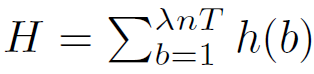 H = ∑_{b=1}^{λnT} h(b)